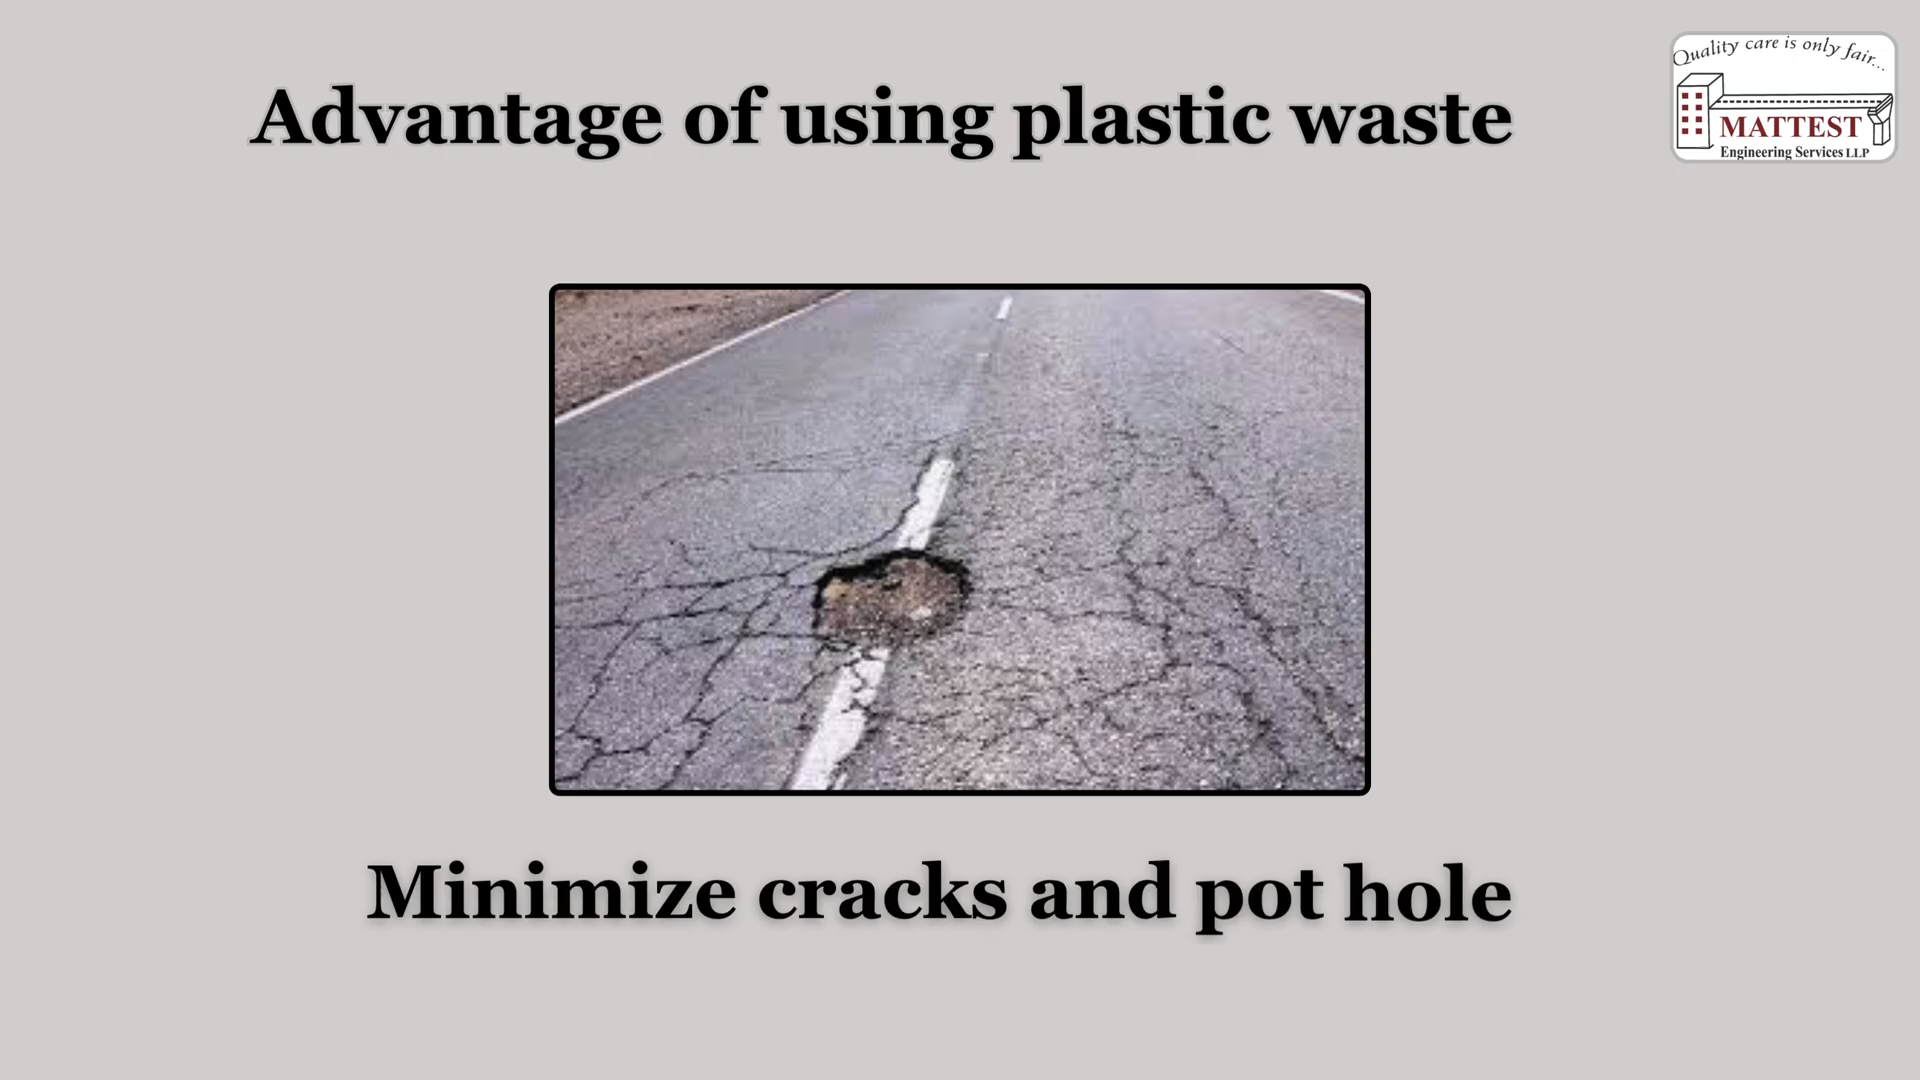 Quality care is only fair...
Advantage of using plastic waste
MATTEST
Engineering Services LLP
Minimize cracks and pot hole